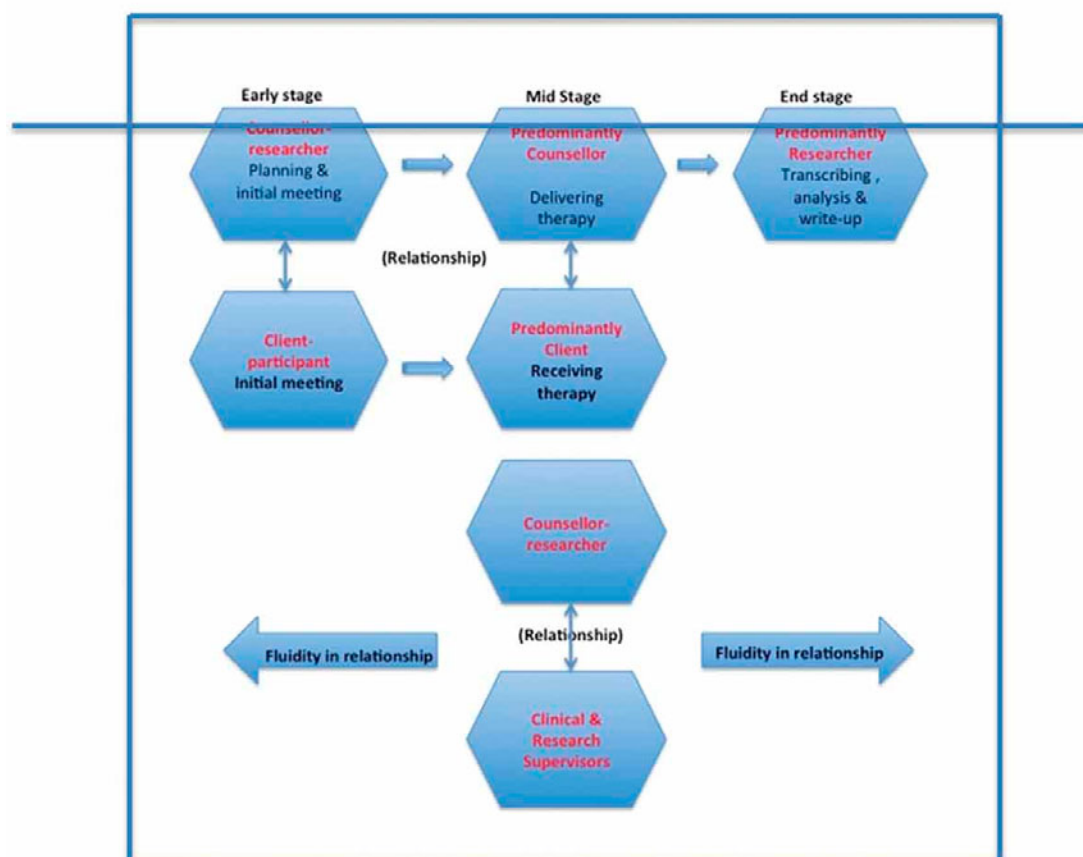 Early stage
Mid Stage
End stage
Counsellor-
researcher
Planning &
initial meeting
Predominantly
Counsellor
Delivering
therapy
Predominantly
Researcher
Transcribing ,
analysis &
write-up
(Relationship)
Client-
participant
Initial meeting
Predominantly
Client
Receiving
therapy
Counsellor-
researcher
(Relationship)
Fluidity in relationship
Fluidity in relationship
Clinical &
Research
Supervisors